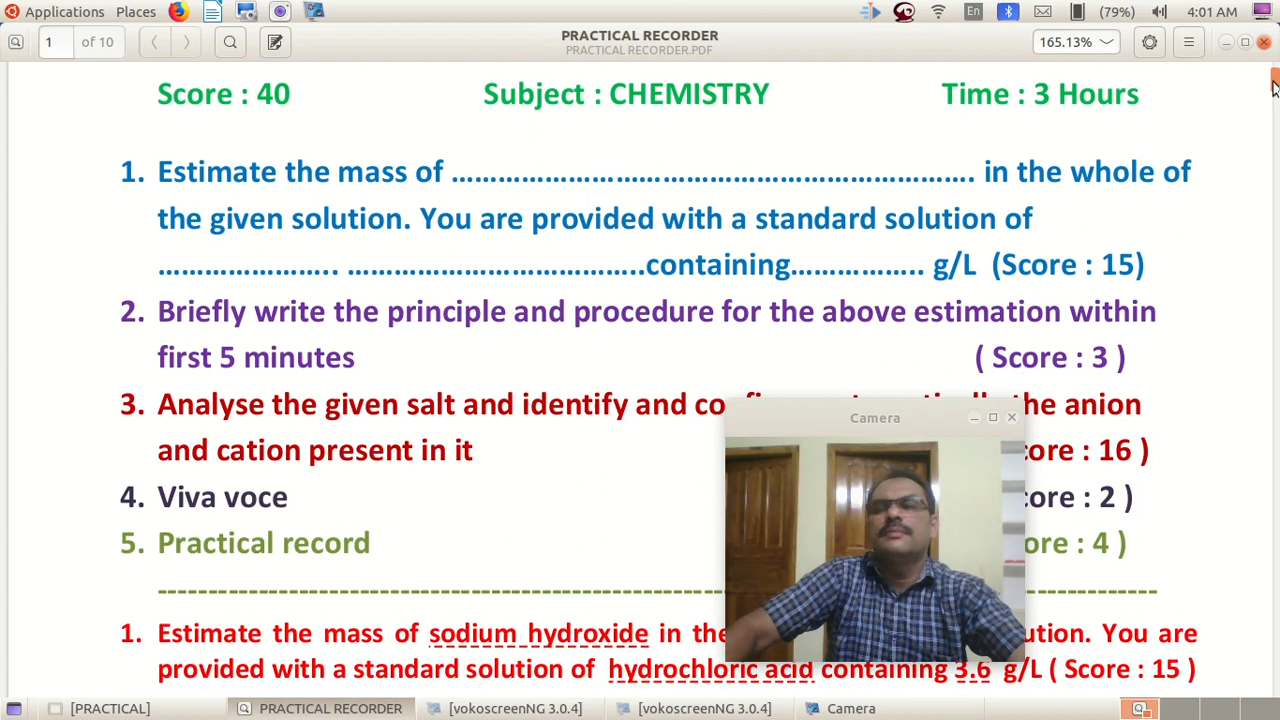 Applications Places En (79%) 4:01 AM
1 of 10 PRACTICAL RECORDER 165.13%
PRACTICAL RECORDER.PDF
Score : 40 Subject : CHEMISTRY Time : 3 Hours
1. Estimate the mass of …………………………………………………………. in the whole of
the given solution. You are provided with a standard solution of
………………….. ………………………………..containing…………….. g/L (Score : 15)
2. Briefly write the principle and procedure for the above estimation within
first 5 minutes ( Score : 3 )
3. Analyse the given salt and identify and the anion
and cation present in it core : 16 )
4. Viva voce core : 2 )
5. Practical record ore : 4 )
Camera
1. Estimate the mass of sodium hydroxide in the ution. You are
provided with a standard solution of hydrochloric acid containing 3.6 g/L ( Score : 15 )
[PRACTICAL] PRACTICAL RECORDER [vokoscreenNG 3.0.4] [vokoscreenNG 3.0.4] Camera